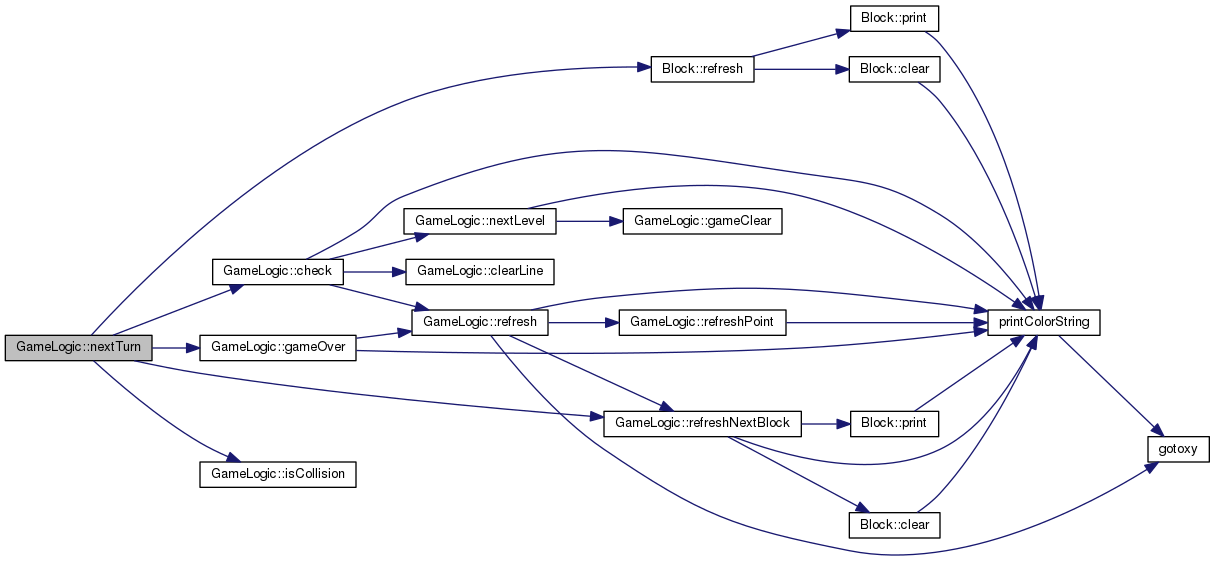 Block::print
Block::refresh
Block::clear
GameLogic::nextLevel
GameLogic::gameClear
GameLogic::check
GameLogic::clearLine
GameLogic::refresh
GameLogic::refreshPoint
printColorString
GameLogic::nextTurn
GameLogic::gameOver
GameLogic::refreshNextBlock
Block::print
gotoxy
GameLogic::isCollision
Block::clear